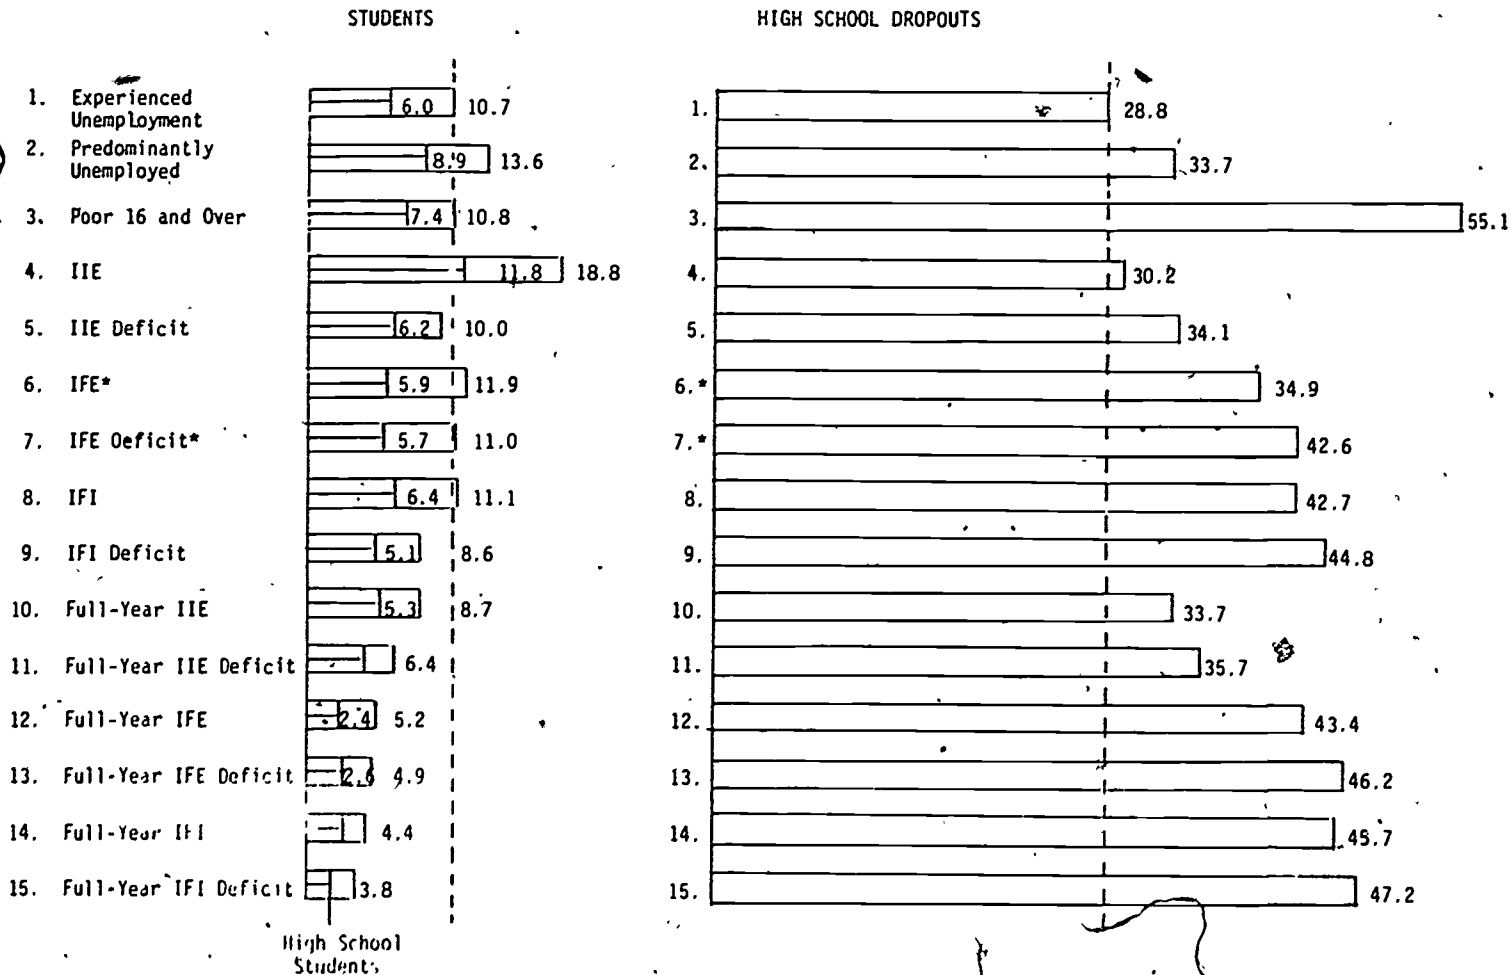 STUDENTS
HIGH SCHOOL DROPOUTS
1. Experienced
Unemployment
6.0 10.7
1. 28.8
2. Predominantly
Unemployed
8.9 13.6
2. 33.7
3. Poor 16 and Over 7.4 10.8
3. 55.1
4. IIE 11.8 18.8
4. 30.2
5. IIE Deficit 6.2 10.0
5. 34.1
6. IFE* 5.9 11.9
6.* 34.9
7. IFE Deficit* 5.7 11.0
7.* 42.6
8. IFI 6.4 11.1
8. 42.7
9. IFI Deficit 5.1 8.6
9. 44.8
10. Full-Year IIE 5.3 8.7
10. 33.7
11. Full-Year IIE Deficit 6.4
11. 35.7
12. Full-Year IFE 2.4 5.2
12. 43.4
13. Full-Year IFE Deficit 2.6 4.9
13. 46.2
14. Full-Year IFI 4.4
14. 45.7
15. Full-Year IFI Deficit 3.8
15. 47.2
High School
Students